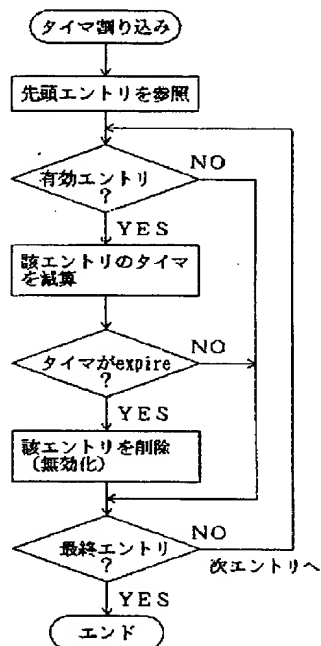 タイマ割り込み
先頭エントリを参照
有効エントリ
?
NO
YES
該エントリのタイマ
を減算
タイマがexpire
?
NO
YES
該エントリを削除
(無効化)
最終エントリ
?
NO
次エントリへ
YES
エンド